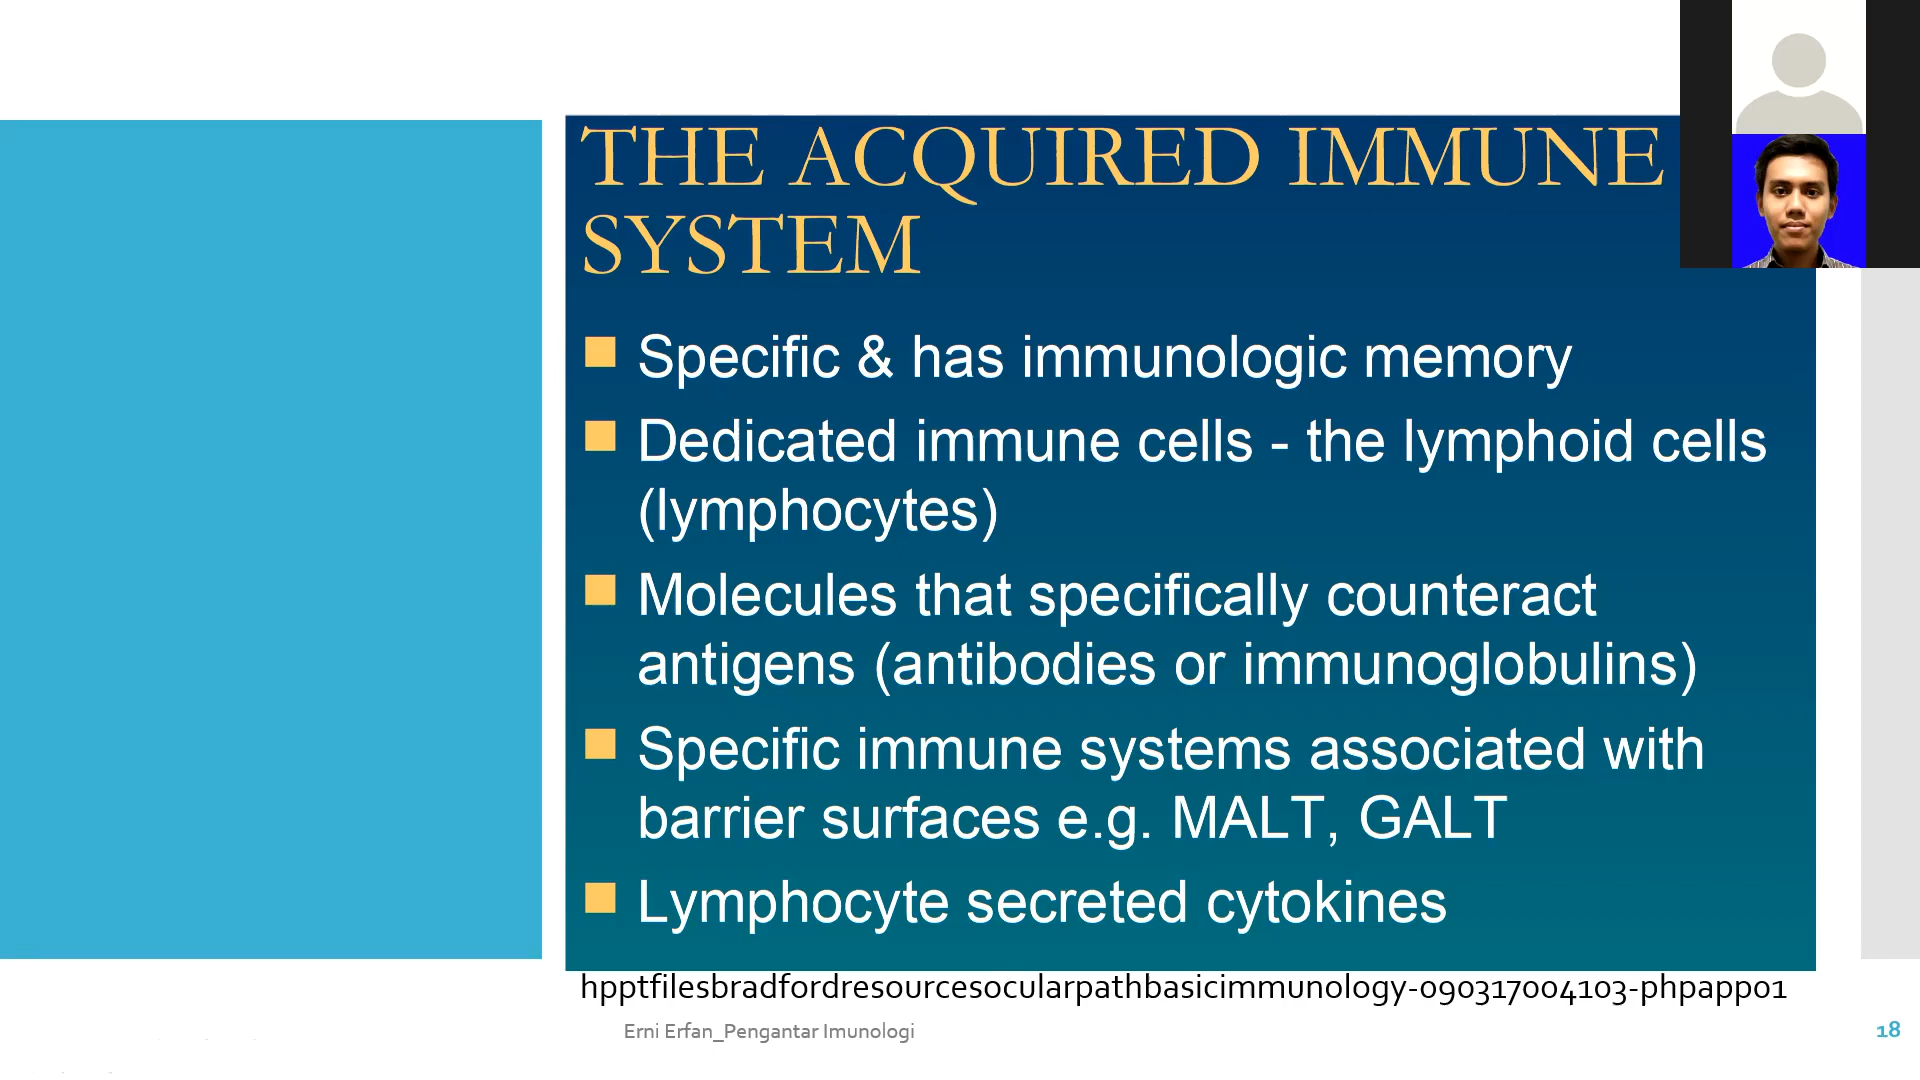 THE ACQUIRED IMMUNE
SYSTEM
Specific & has immunologic memory
Dedicated immune cells - the lymphoid cells
(lymphocytes)
Molecules that specifically counteract
antigens (antibodies or immunoglobulins)
Specific immune systems associated with
barrier surfaces e.g. MALT, GALT
Lymphocyte secreted cytokines
hpptfilesbradfordresourcesocularpathbasicimmunology-090317004103-phpapp01
Erni Erfan_Pengantar Imunologi
18